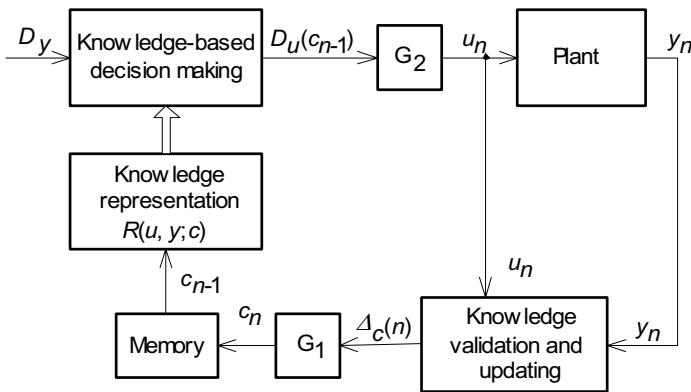 D_y
Knowledge-based
decision making
D_u(c_{n-1})
G_2
u_n
Plant
y_n
Knowledge
representation
R(u, y; c)
c_{n-1}
u_n
Memory
c_n
G_1
Δ_c(n)
Knowledge
validation and
updating
y_n